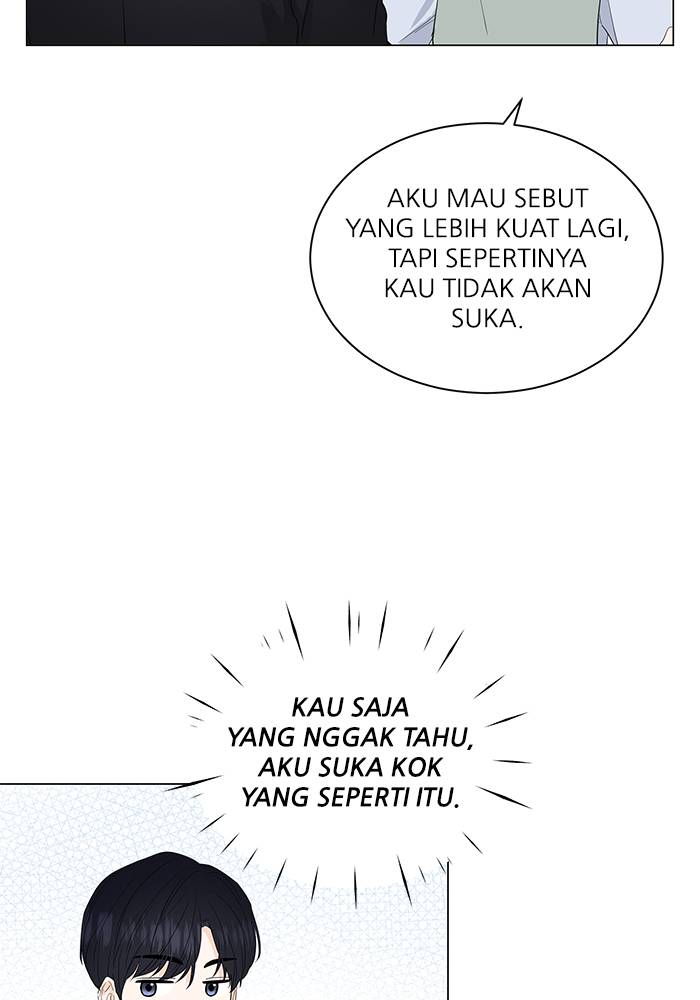 AKU MAU SEBUT
YANG LEBIH KUAT LAGI,
TAPI SEPERTINYA
KAU TIDAK AKAN
SUKA.
KAU SAJA
YANG NGGAK TAHU,
AKU SUKA KOK
YANG SEPERTI ITU.